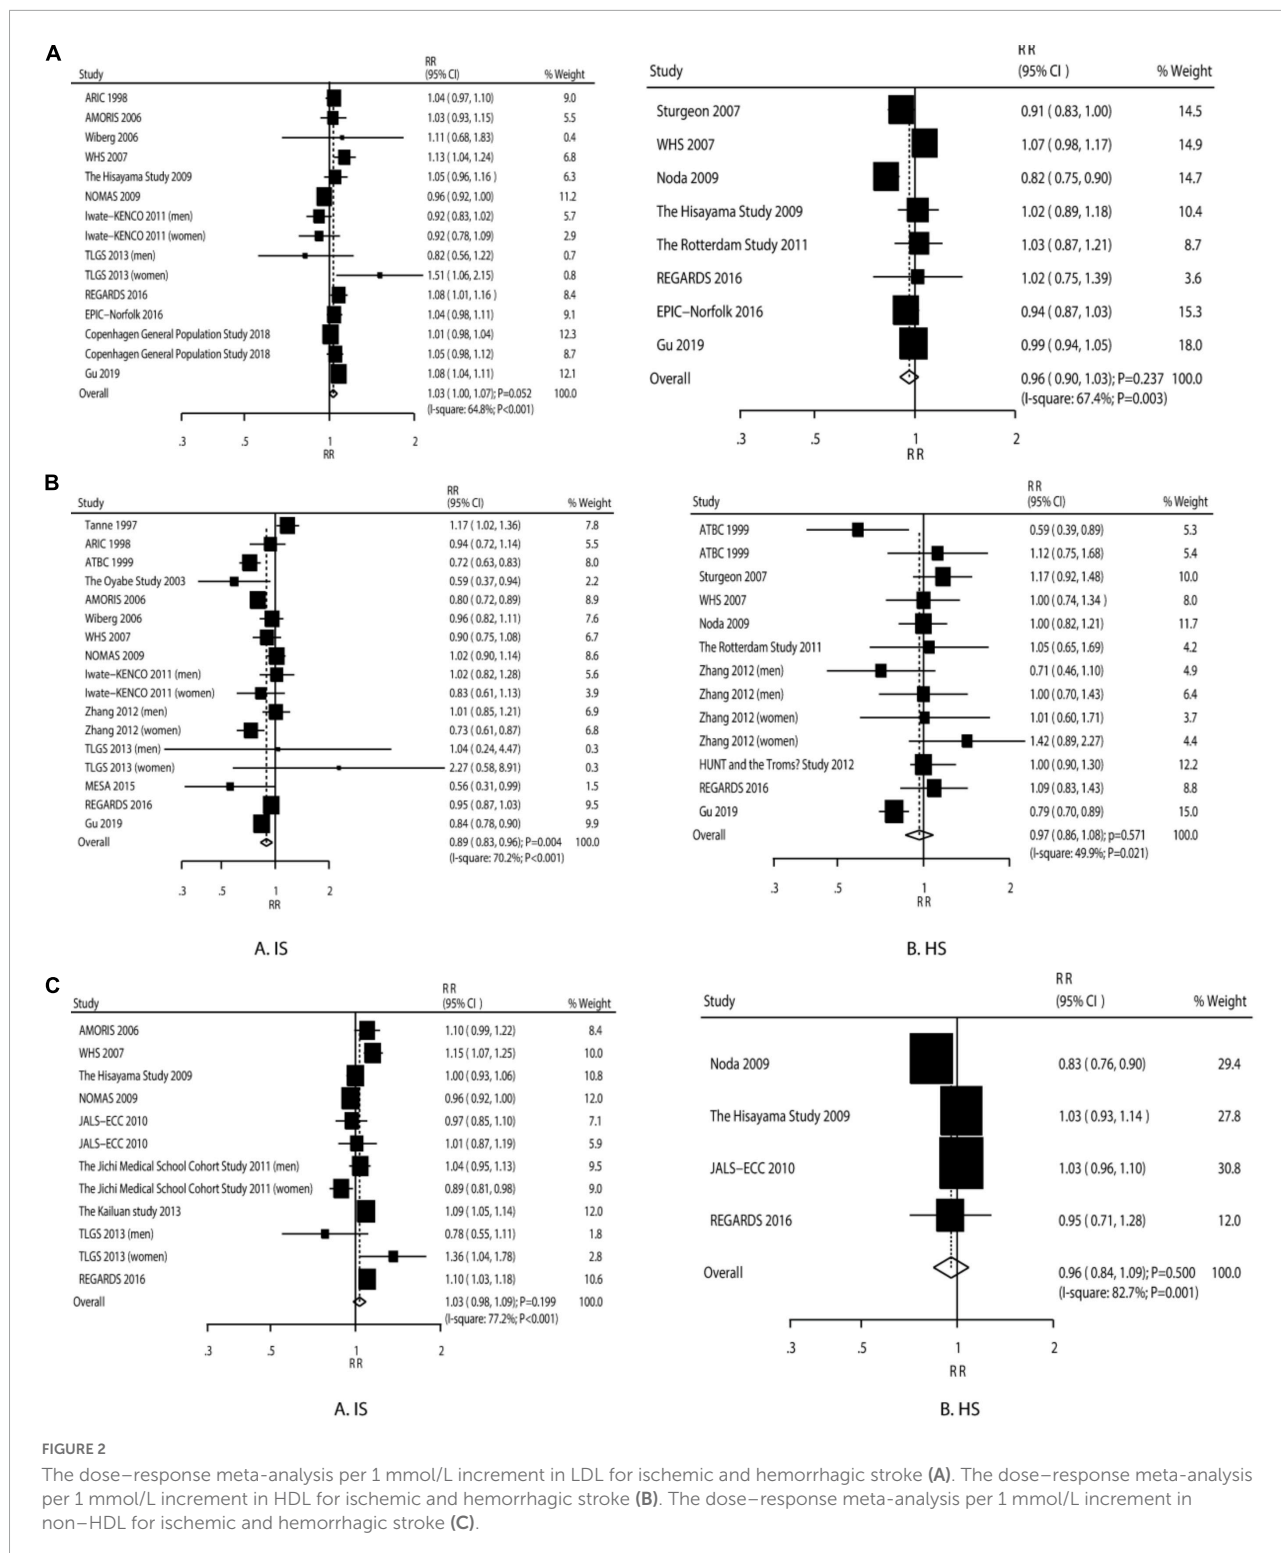 A
RR
Study (95% CI) % Weight
ARIC 1998 1.04 (0.97, 1.10) 9.0
AMORIS 2006 1.03 (0.93, 1.15) 5.5
Wiberg 2006 1.11 (0.68, 1.83) 0.4
WHS 2007 1.13 (1.04, 1.24) 6.8
The Hisayama Study 2009 1.05 (0.96, 1.16 ) 6.3
NOMAS 2009 0.96 (0.92, 1.00) 11.2
Iwate–KENCO 2011 (men) 0.92 (0.83, 1.02) 5.7
Iwate–KENCO 2011 (women) 0.92 (0.78, 1.09) 2.9
TLGS 2013 (men) 0.82 (0.56, 1.22) 0.7
TLGS 2013 (women) 1.51 (1.06, 2.15) 0.8
REGARDS 2016 1.08 (1.01, 1.16 ) 8.4
EPIC–Norfolk 2016 1.04 (0.98, 1.11) 9.1
Copenhagen General Population Study 2018 1.01 (0.98, 1.04) 12.3
Copenhagen General Population Study 2018 1.05 (0.98, 1.12) 8.7
Gu 2019 1.08 (1.04, 1.11) 12.1
Overall 1.03 (1.00, 1.07); P=0.052 100.0
(I-square: 64.8%; P<0.001)
.3 .5 1 2
RR
RR
Study (95% CI ) % Weight
Sturgeon 2007 0.91 ( 0.83, 1.00) 14.5
WHS 2007 1.07 ( 0.98, 1.17) 14.9
Noda 2009 0.82 ( 0.75, 0.90) 14.7
The Hisayama Study 2009 1.02 ( 0.89, 1.18) 10.4
The Rotterdam Study 2011 1.03 ( 0.87, 1.21) 8.7
REGARDS 2016 1.02 ( 0.75, 1.39) 3.6
EPIC–Norfolk 2016 0.94 ( 0.87, 1.03) 15.3
Gu 2019 0.99 ( 0.94, 1.05) 18.0
Overall 0.96 ( 0.90, 1.03); P=0.237 100.0
(I-square: 67.4%; P=0.003)
.3 .5 1 2
RR
B
RR
Study (95% CI) % Weight
Tanne 1997 1.17 ( 1.02, 1.36) 7.8
ARIC 1998 0.94 ( 0.72, 1.14) 5.5
ATBC 1999 0.72 ( 0.63, 0.83) 8.0
The Oyabe Study 2003 0.59 ( 0.37, 0.94) 2.2
AMORIS 2006 0.80 ( 0.72, 0.89) 8.9
Wiberg 2006 0.96 ( 0.82, 1.11) 7.6
WHS 2007 0.90 ( 0.75, 1.08) 6.7
NOMAS 2009 1.02 ( 0.90, 1.14) 8.6
Iwate–KENCO 2011 (men) 1.02 ( 0.82, 1.28) 5.6
Iwate–KENCO 2011 (women) 0.83 ( 0.61, 1.13) 3.9
Zhang 2012 (men) 1.01 ( 0.85, 1.21) 6.9
Zhang 2012 (women) 0.73 ( 0.61, 0.87) 6.8
TLGS 2013 (men) 1.04 ( 0.24, 4.47) 0.3
TLGS 2013 (women) 2.27 ( 0.58, 8.91) 0.3
MESA 2015 0.56 ( 0.31, 0.99) 1.5
REGARDS 2016 0.95 ( 0.87, 1.03) 9.5
Gu 2019 0.84 ( 0.78, 0.90) 9.9
Overall 0.89 ( 0.83, 0.96); P=0.004 100.0
(I-square: 70.2%; P<0.001)
.3 .5 1 2
RR
A. IS
RR
Study (95% CI) % Weight
ATBC 1999 0.59 ( 0.39, 0.89) 5.3
ATBC 1999 1.12 ( 0.75, 1.68) 5.4
Sturgeon 2007 1.17 ( 0.92, 1.48) 10.0
WHS 2007 1.00 ( 0.74, 1.34 ) 8.0
Noda 2009 1.00 ( 0.82, 1.21) 11.7
The Rotterdam Study 2011 1.05 ( 0.65, 1.69) 4.2
Zhang 2012 (men) 0.71 ( 0.46, 1.10) 4.9
Zhang 2012 (men) 1.00 ( 0.70, 1.43) 6.4
Zhang 2012 (women) 1.01 ( 0.60, 1.71) 3.7
Zhang 2012 (women) 1.42 ( 0.89, 2.27) 4.4
HUNT and the Troms? Study 2012 1.00 ( 0.90, 1.30) 12.2
REGARDS 2016 1.09 ( 0.83, 1.43) 8.8
Gu 2019 0.79 ( 0.70, 0.89) 15.0
Overall 0.97 ( 0.86, 1.08); p=0.571 100.0
(I-square: 49.9%; P=0.021)
.3 .5 1 2
RR
B. HS
C
RR
Study (95% CI ) % Weight
AMORIS 2006 1.10 ( 0.99, 1.22) 8.4
WHS 2007 1.15 ( 1.07, 1.25) 10.0
The Hisayama Study 2009 1.00 ( 0.93, 1.06) 10.8
NOMAS 2009 0.96 ( 0.92, 1.00) 12.0
JALS–ECC 2010 0.97 ( 0.85, 1.10) 7.1
JALS–ECC 2010 1.01 ( 0.87, 1.19) 5.9
The Jichi Medical School Cohort Study 2011 (men) 1.04 ( 0.95, 1.13) 9.5
The Jichi Medical School Cohort Study 2011 (women) 0.89 ( 0.81, 0.98) 9.0
The Kailuan study 2013 1.09 ( 1.05, 1.14) 12.0
TLGS 2013 (men) 0.78 ( 0.55, 1.11) 1.8
TLGS 2013 (women) 1.36 ( 1.04, 1.78) 2.8
REGARDS 2016 1.10 ( 1.03, 1.18) 10.6
Overall 1.03 ( 0.98, 1.09); P=0.199 100.0
(I-square: 77.2%; P<0.001)
.3 .5 1 2
RR
A. IS
RR
Study (95% CI ) % Weight
Noda 2009 0.83 ( 0.76, 0.90) 29.4
The Hisayama Study 2009 1.03 ( 0.93, 1.14 ) 27.8
JALS–ECC 2010 1.03 ( 0.96, 1.10) 30.8
REGARDS 2016 0.95 ( 0.71, 1.28) 12.0
Overall 0.96 ( 0.84, 1.09); P=0.500 100.0
(I-square: 82.7%; P=0.001)
.3 .5 1 2
RR
B. HS
FIGURE 2
The dose–response meta-analysis per 1 mmol/L increment in LDL for ischemic and hemorrhagic stroke (A). The dose–response meta-analysis
per 1 mmol/L increment in HDL for ischemic and hemorrhagic stroke (B). The dose–response meta-analysis per 1 mmol/L increment in
non–HDL for ischemic and hemorrhagic stroke (C).